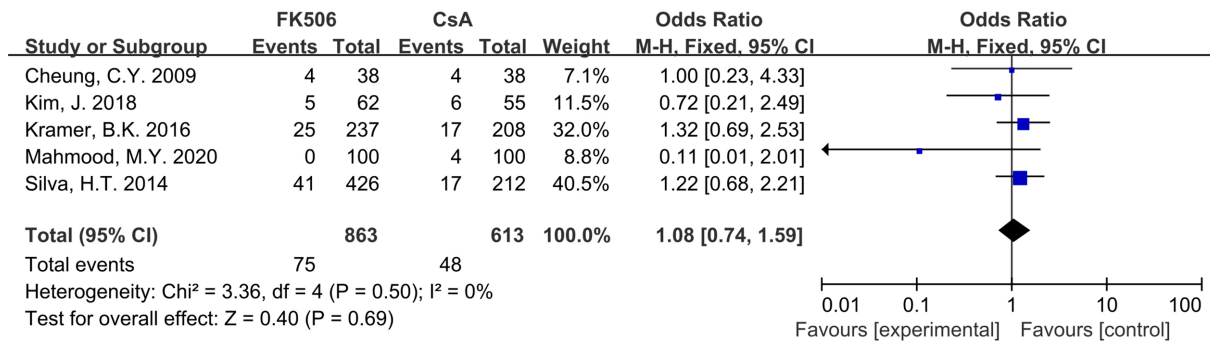 FK506 CsA Odds Ratio Odds Ratio
Study or Subgroup Events Total Events Total Weight M-H, Fixed, 95% CI M-H, Fixed, 95% CI
Cheung, C.Y. 2009 4 38 4 38 7.1% 1.00 [0.23, 4.33]
Kim, J. 2018 5 62 6 55 11.5% 0.72 [0.21, 2.49]
Kramer, B.K. 2016 25 237 17 208 32.0% 1.32 [0.69, 2.53]
Mahmood, M.Y. 2020 0 100 4 100 8.8% 0.11 [0.01, 2.01]
Silva, H.T. 2014 41 426 17 212 40.5% 1.22 [0.68, 2.21]
Total (95% CI) 863 613 100.0% 1.08 [0.74, 1.59]
Total events 75 48
Heterogeneity: Chi² = 3.36, df = 4 (P = 0.50); I² = 0%
Test for overall effect: Z = 0.40 (P = 0.69)
0.01 0.1 1 10 100
Favours [experimental] Favours [control]